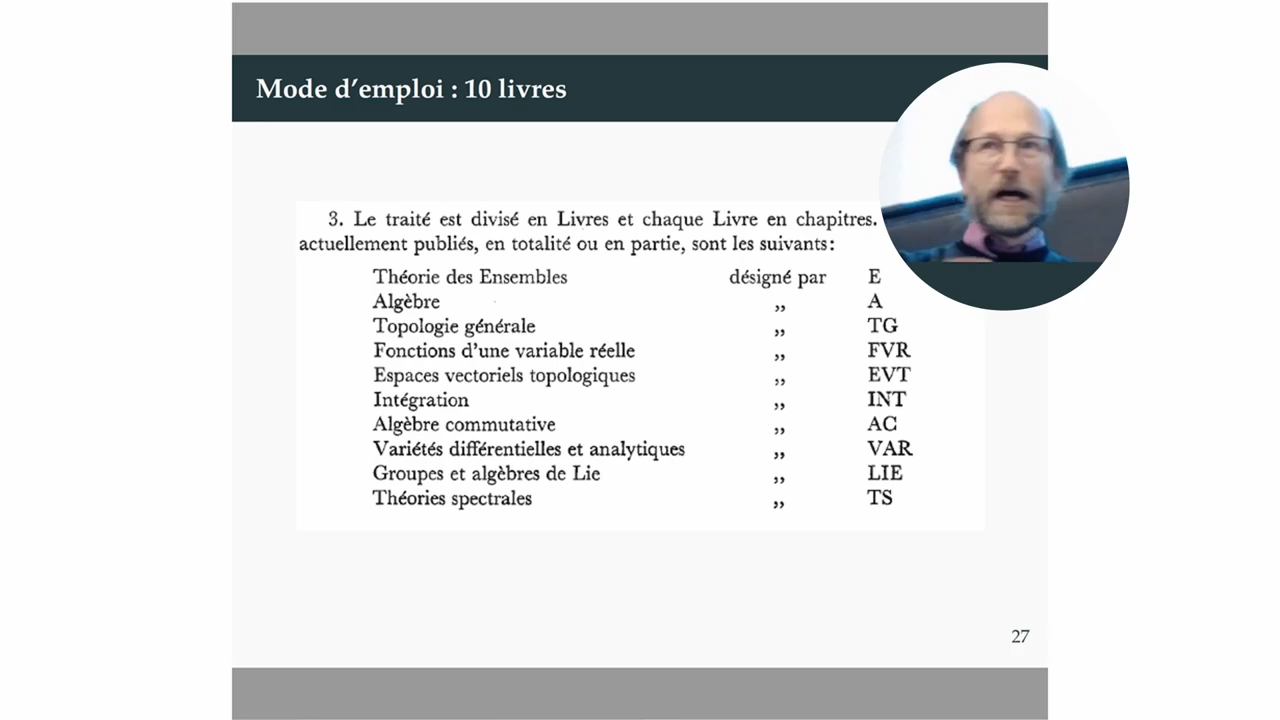 Mode d'emploi : 10 livres
3. Le traité est divisé en Livres et chaque Livre en chapitres.
actuellement publiés, en totalité ou en partie, sont les suivants:
Théorie des Ensembles désigné par E
Algèbre ,, A
Topologie générale ,, TG
Fonctions d'une variable réelle ,, FVR
Espaces vectoriels topologiques ,, EVT
Intégration ,, INT
Algèbre commutative ,, AC
Variétés différentielles et analytiques ,, VAR
Groupes et algèbres de Lie ,, LIE
Théories spectrales ,, TS
27